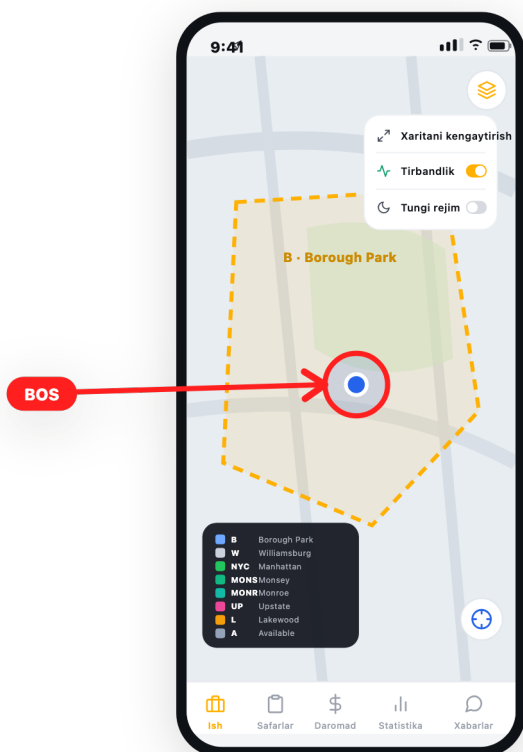 9:41
Xaritani kengaytirish
Tirbandlik
Tungi rejim
B · Borough Park
BOS
B Borough Park
W Williamsburg
NYC Manhattan
MONS Monsey
MONR Monroe
UP Upstate
L Lakewood
A Available
Ish Safarlar Daromad Statistika Xabarlar